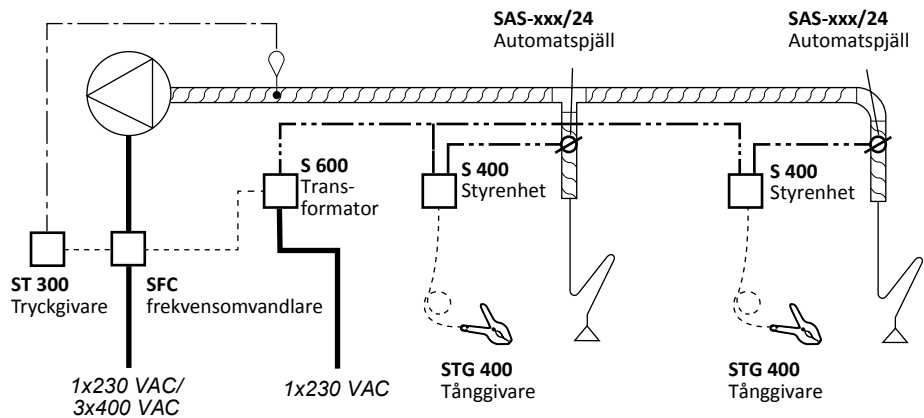 SAS-xxx/24
Automatspjäll
SAS-xxx/24
Automatspjäll
S 600
Trans-
formator
S 400
Styrenhet
S 400
Styrenhet
ST 300
Tryckgivare
SFC
frekvensomvandlare
STG 400
Tånggivare
STG 400
Tånggivare
1x230 VAC/
3x400 VAC
1x230 VAC